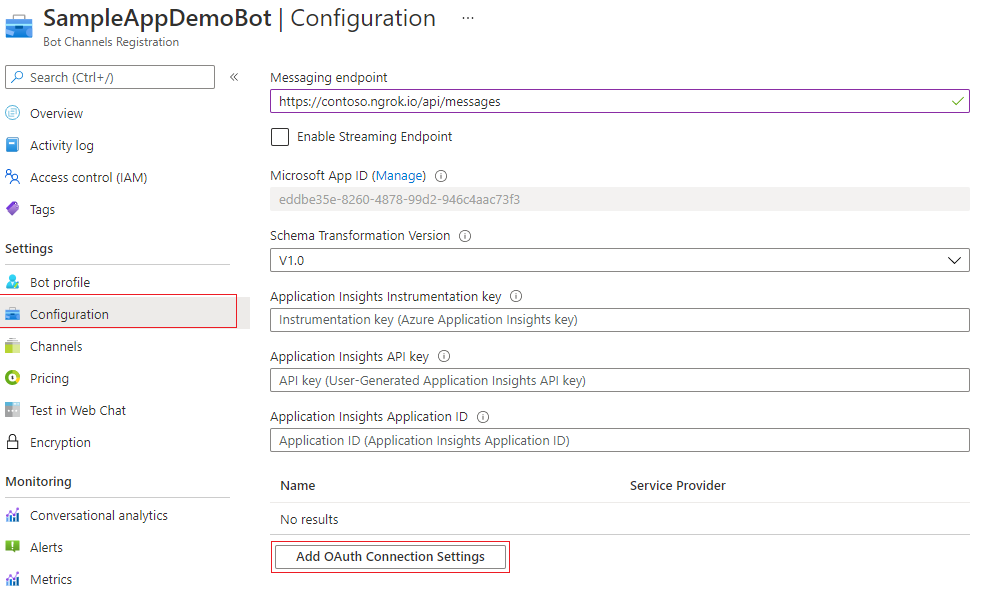 SampleAppDemoBot | Configuration ...
Bot Channels Registration
Search (Ctrl+/)
«
Overview
Activity log
Access control (IAM)
Tags
Settings
Bot profile
Configuration
Channels
Pricing
Test in Web Chat
Encryption
Monitoring
Conversational analytics
Alerts
Metrics
Messaging endpoint
https://contoso.ngrok.io/api/messages
Enable Streaming Endpoint
Microsoft App ID (Manage)
eddbe35e-8260-4878-99d2-946c4aac73f3
Schema Transformation Version
V1.0
Application Insights Instrumentation key
Instrumentation key (Azure Application Insights key)
Application Insights API key
API key (User-Generated Application Insights API key)
Application Insights Application ID
Application ID (Application Insights Application ID)
Name Service Provider
No results
Add OAuth Connection Settings